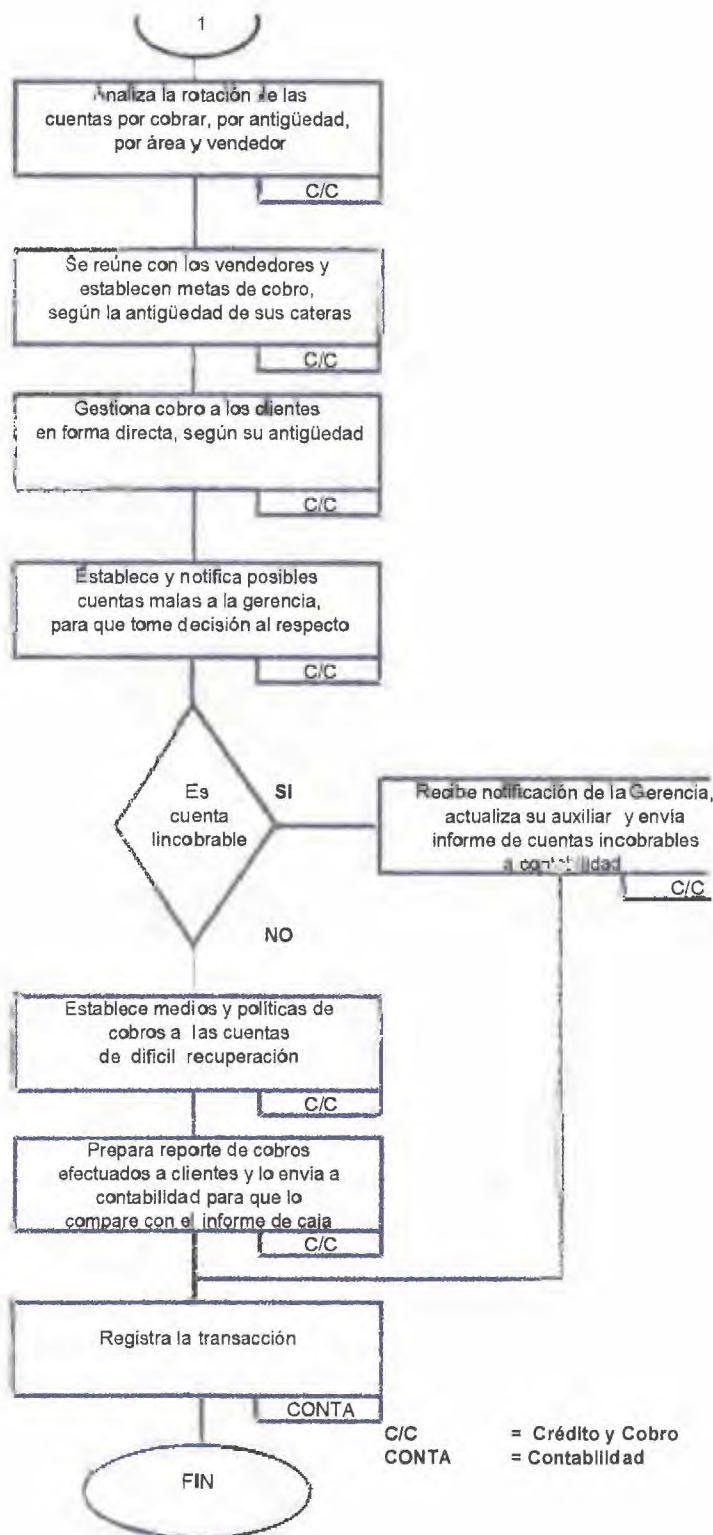 1
Analiza la rotación de las
cuentas por cobrar, por antigüedad,
por área y vendedor
C/C
Se reúne con los vendedores y
establecen metas de cobro,
según la antigüedad de sus cateras
C/C
Gestiona cobro a los clientes
en forma directa, según su antigüedad
C/C
Establece y notifica posibles
cuentas malas a la gerencia,
para que tome decisión al respecto
C/C
Es
cuenta
Iincobrable
SI
Recibe notificación de la Gerencia,
actualiza su auxiliar y envía
informe de cuentas incobrables
a contabilidad
C/C
NO
Establece medios y políticas de
cobros a las cuentas
de dificil recuperación
C/C
Prepara reporte de cobros
efectuados a clientes y lo envia a
contabilidad para que lo
compare con el informe de caja
C/C
Registra la transacción
CONTA
C/C = Crédito y Cobro
CONTA = Contabilidad
FIN